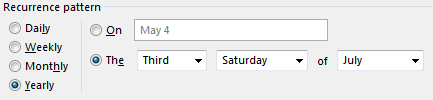 Recurrence pattern
Daily
Weekly
Monthly
Yearly
On May 4
The Third Saturday of July